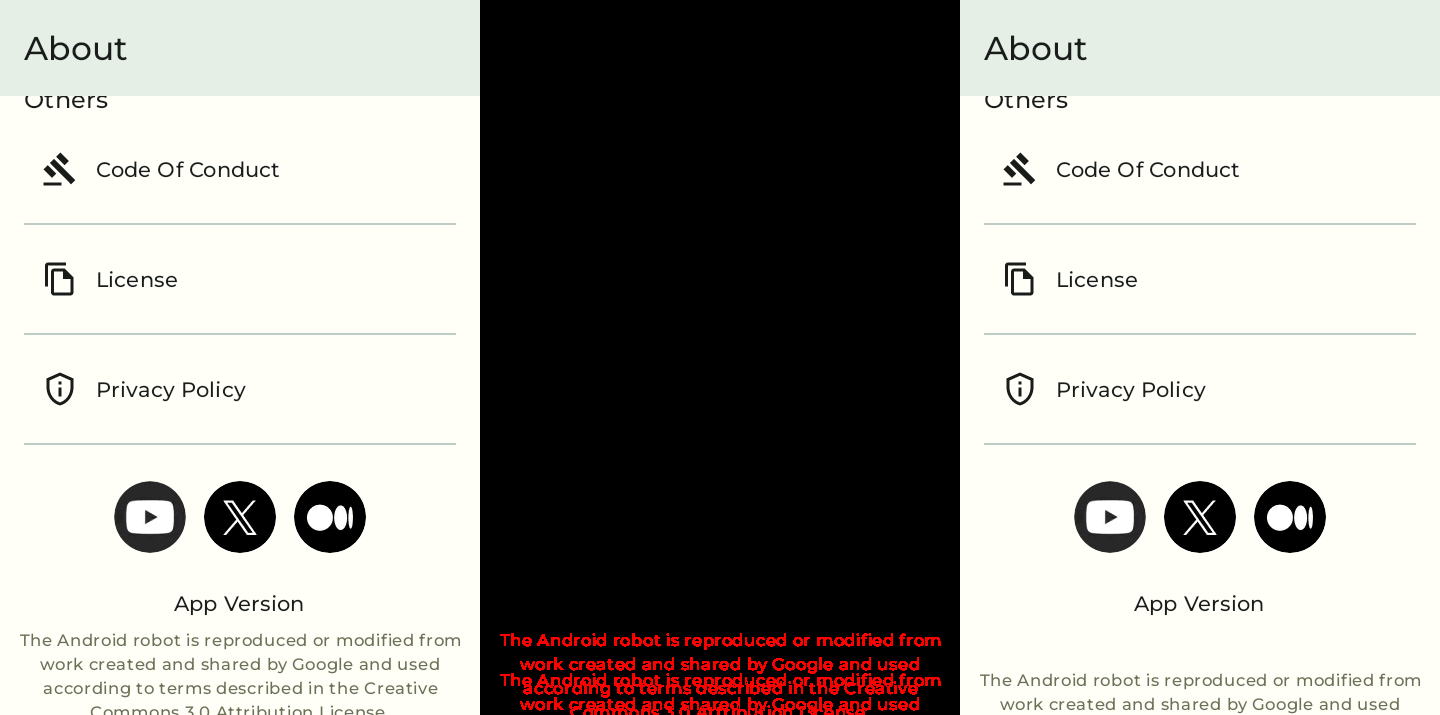 About
Others
Code Of Conduct
License
Privacy Policy
App Version
The Android robot is reproduced or modified from
work created and shared by Google and used
according to terms described in the Creative
Commons 3.0 Attribution License
The Android robot is reproduced or modified from
work created and shared by Google and used
The Android robot is reproduced or modified from
according to terms described in the Creative
work created and shared by Google and used
Commons 3.0 Attribution License
About
Others
Code Of Conduct
License
Privacy Policy
App Version
The Android robot is reproduced or modified from
work created and shared by Google and used